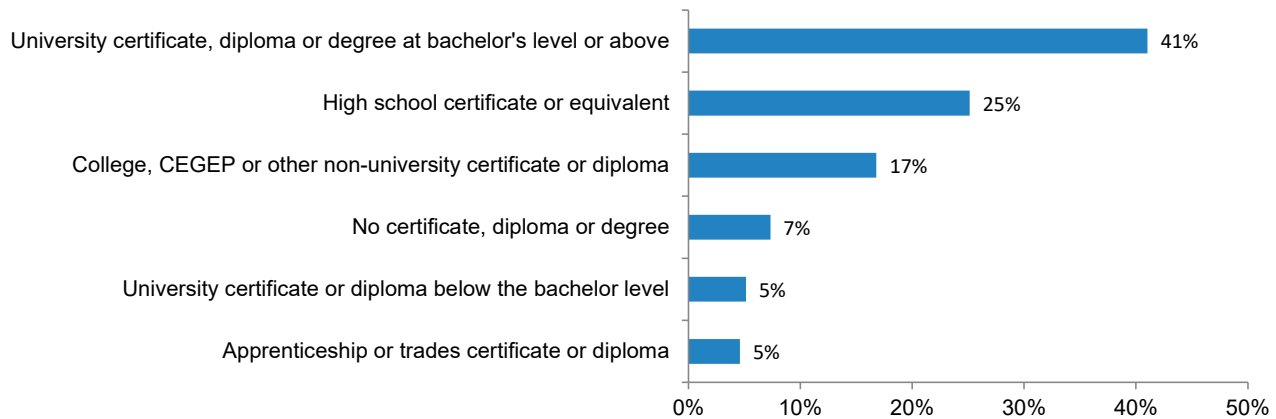 University certificate, diploma or degree at bachelor's level or above 41%
High school certificate or equivalent 25%
College, CEGEP or other non-university certificate or diploma 17%
No certificate, diploma or degree 7%
University certificate or diploma below the bachelor level 5%
Apprenticeship or trades certificate or diploma 5%
0% 10% 20% 30% 40% 50%